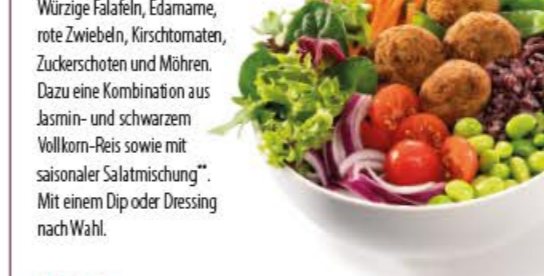 Würzige Falafeln, Edamame,
rote Zwiebeln, Kirschtomaten,
Zuckerschoten und Möhren.
Dazu eine Kombination aus
Jasmin- und schwarzem
Vollkorn-Reis sowie mit
saisonaler Salatmischung**.
Mit einem Dip oder Dressing
nach Wahl.